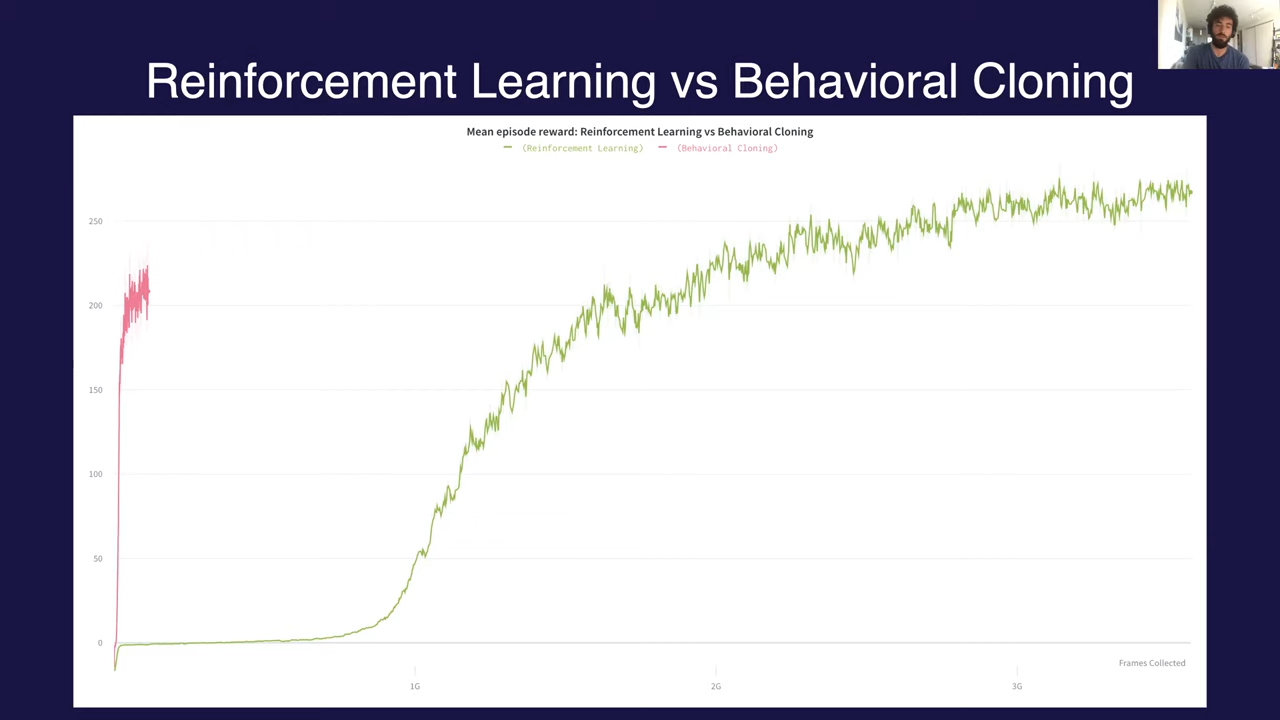 Reinforcement Learning vs Behavioral Cloning
Mean episode reward: Reinforcement Learning vs Behavioral Cloning
(Reinforcement Learning) (Behavioral Cloning)
250
200
150
100
50
0
Frames Collected
1G 2G 3G